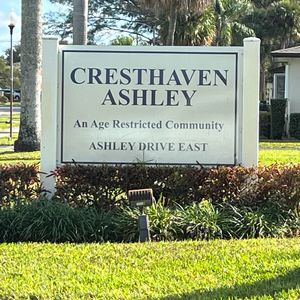 CRESTHAVEN
ASHLEY
An Age Restricted Community
ASHLEY DRIVE EAST